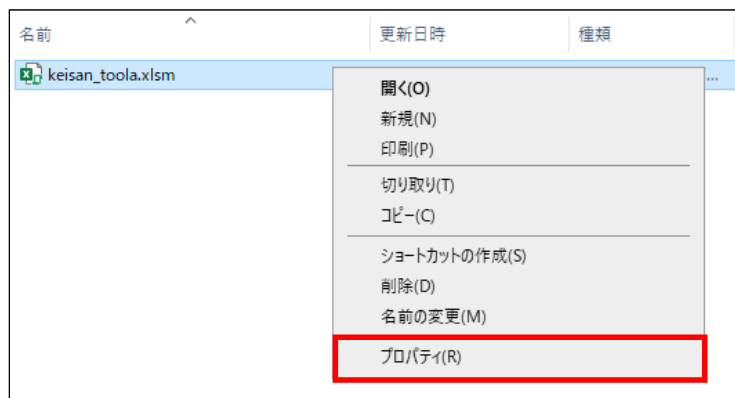 名前 更新日時 種類
keisan_toola.xlsm ...
開く(O)
新規(N)
印刷(P)
切り取り(T)
コピー(C)
ショートカットの作成(S)
削除(D)
名前の変更(M)
プロパティ(R)